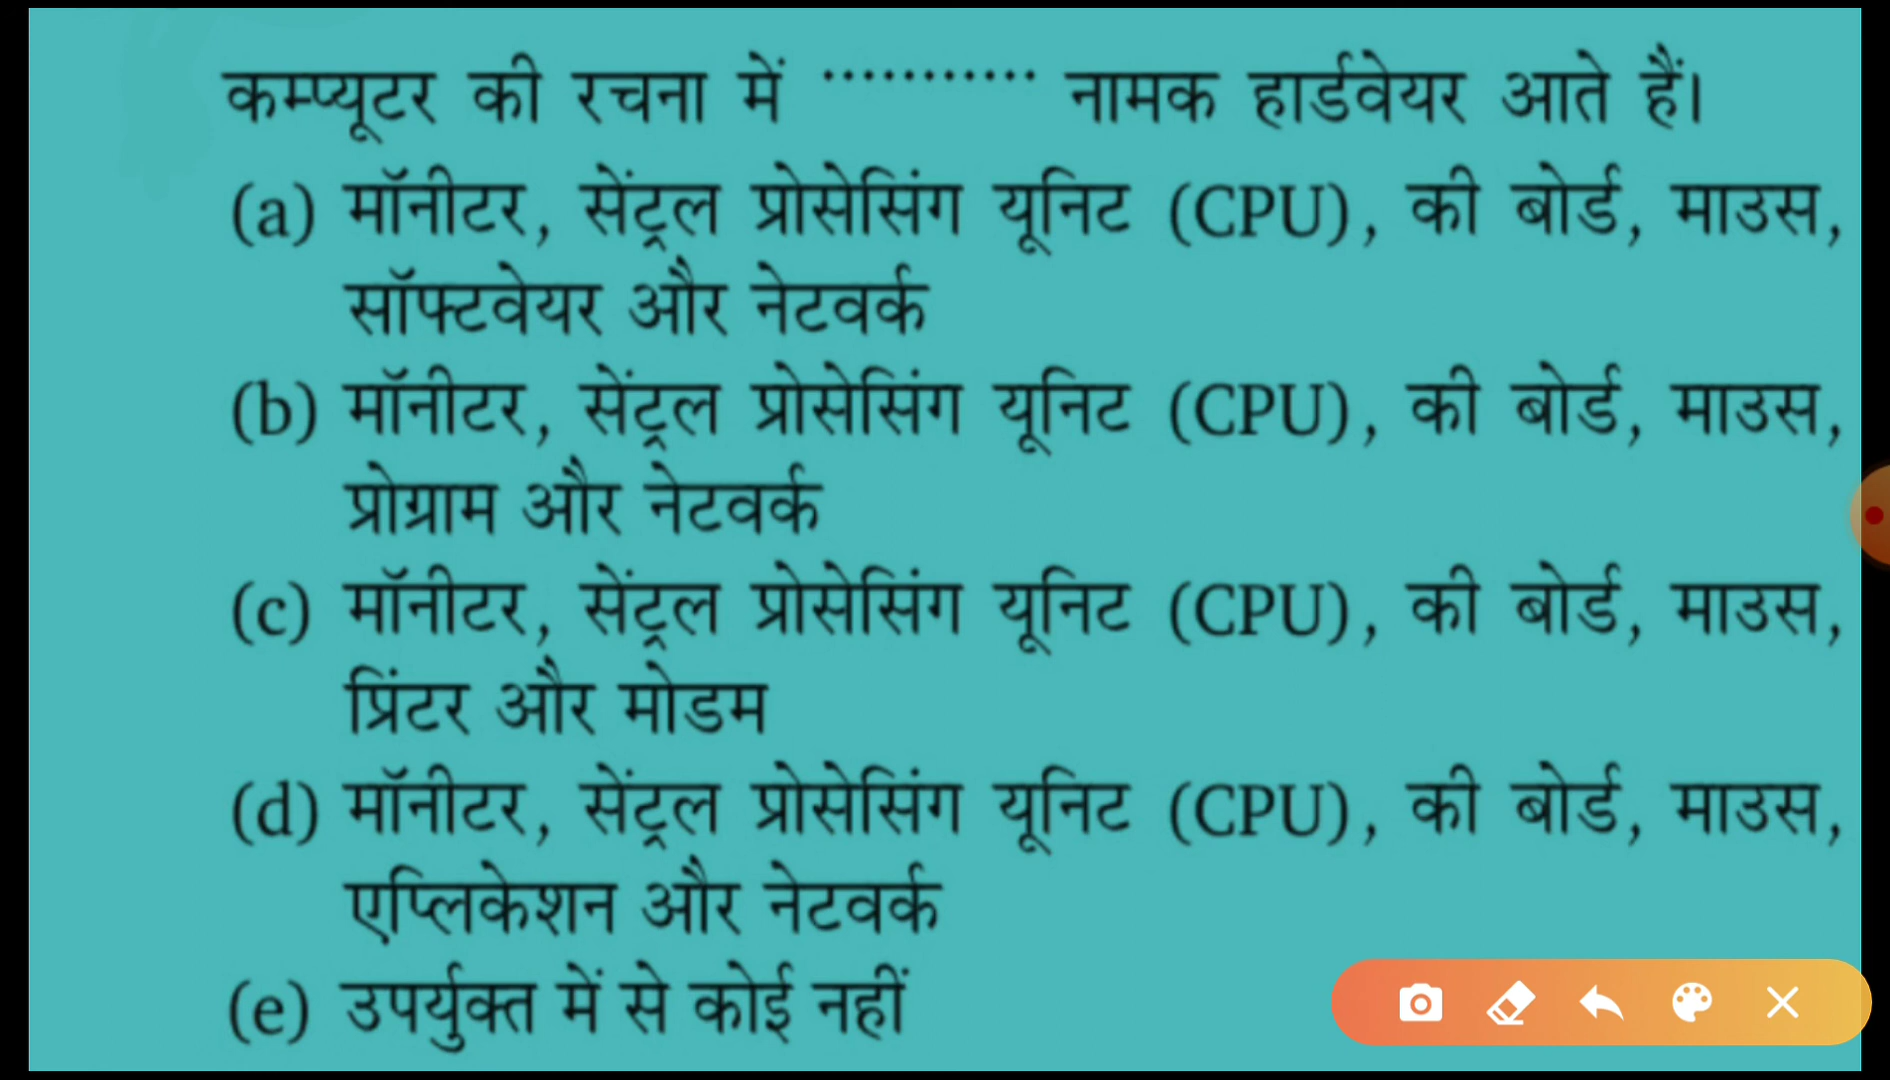 कम्प्यूटर की रचना में ........... नामक हार्डवेयर आते हैं।
(a) मॉनीटर, सेंट्रल प्रोसेसिंग यूनिट (CPU), की बोर्ड, माउस,
सॉफ्टवेयर और नेटवर्क
(b) मॉनीटर, सेंट्रल प्रोसेसिंग यूनिट (CPU), की बोर्ड, माउस,
प्रोग्राम और नेटवर्क
(c) मॉनीटर, सेंट्रल प्रोसेसिंग यूनिट (CPU), की बोर्ड, माउस,
प्रिंटर और मोडम
(d) मॉनीटर, सेंट्रल प्रोसेसिंग यूनिट (CPU), की बोर्ड, माउस,
एप्लिकेशन और नेटवर्क
(e) उपर्युक्त में से कोई नहीं